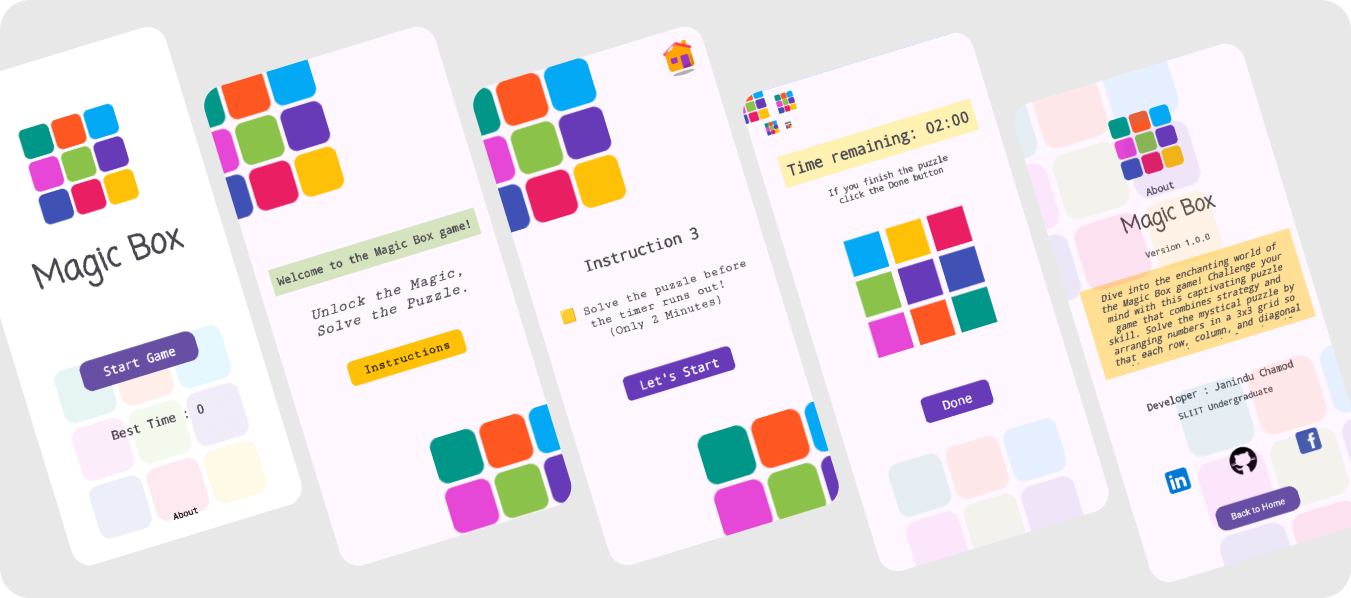 Magic Box
Start Game
Best Time : 0
About
Welcome to the Magic Box game!
Unlock the Magic,
Solve the Puzzle.
Instructions
Instruction 3
Solve the puzzle before
the timer runs out!
(Only 2 Minutes)
Let's Start
Time remaining: 02:00
If you finish the puzzle
click the Done button
Done
About
Magic Box
Version 1.0.0
Dive into the enchanting world of
the Magic Box game! Challenge your
mind with this captivating puzzle
game that combines strategy and
skill. Solve the mystical puzzle by
arranging numbers in a 3x3 grid so
that each row, column, and diagonal
Developer : Janindu Chamod
SLIIT Undergraduate
in
f
Back to Home